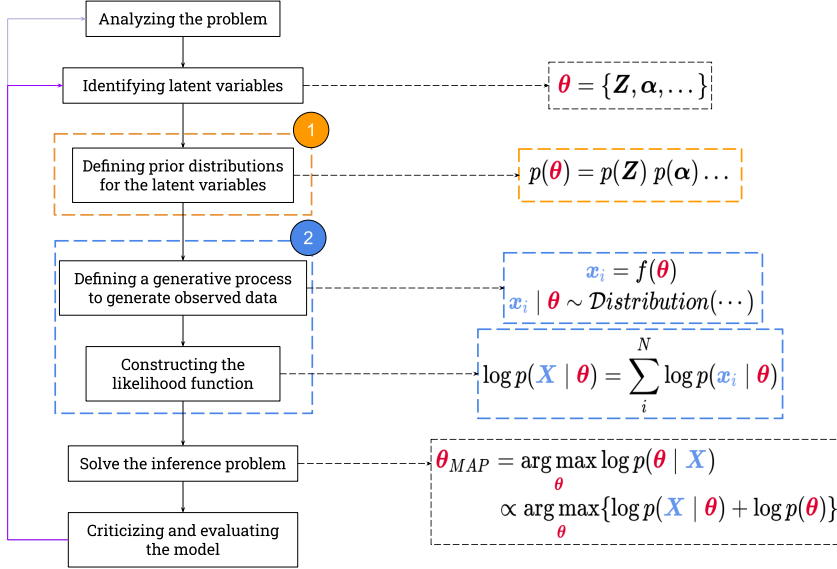 Analyzing the problem
Identifying latent variables
θ = {Z, α, …}
1
Defining prior distributions
for the latent variables
p(θ) = p(Z) p(α) …
2
Defining a generative process
to generate observed data
x_i = f(θ)
x_i | θ ∼ Distribution(⋯)
Constructing the
likelihood function
log p(X | θ) = ∑_i^N log p(x_i | θ)
Solve the inference problem
θ_MAP = arg max_θ log p(θ | X)
∝ arg max_θ {log p(X | θ) + log p(θ)}
Criticizing and evaluating
the model